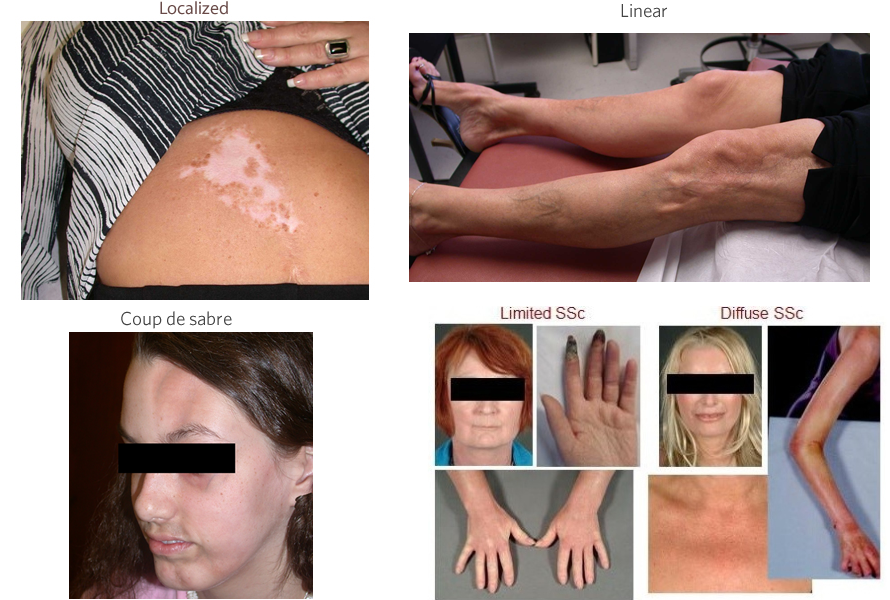 Localized
Linear
Coup de sabre
Limited SSc
Diffuse SSc